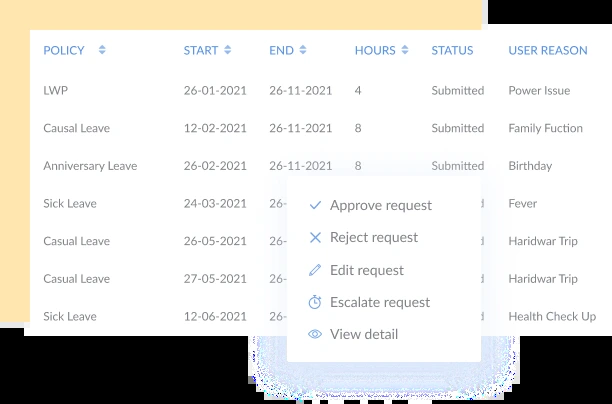 POLICY START END HOURS STATUS USER REASON
LWP 26-01-2021 26-11-2021 4 Submitted Power Issue
Causal Leave 12-02-2021 26-11-2021 8 Submitted Family Fuction
Anniversary Leave 26-02-2021 26-11-2021 8 Submitted Birthday
Sick Leave 24-03-2021 26- d Fever
Casual Leave 26-05-2021 26- d Haridwar Trip
Casual Leave 27-05-2021 26- d Haridwar Trip
Sick Leave 12-06-2021 26- d Health Check Up
Approve request
Reject request
Edit request
Escalate request
View detail